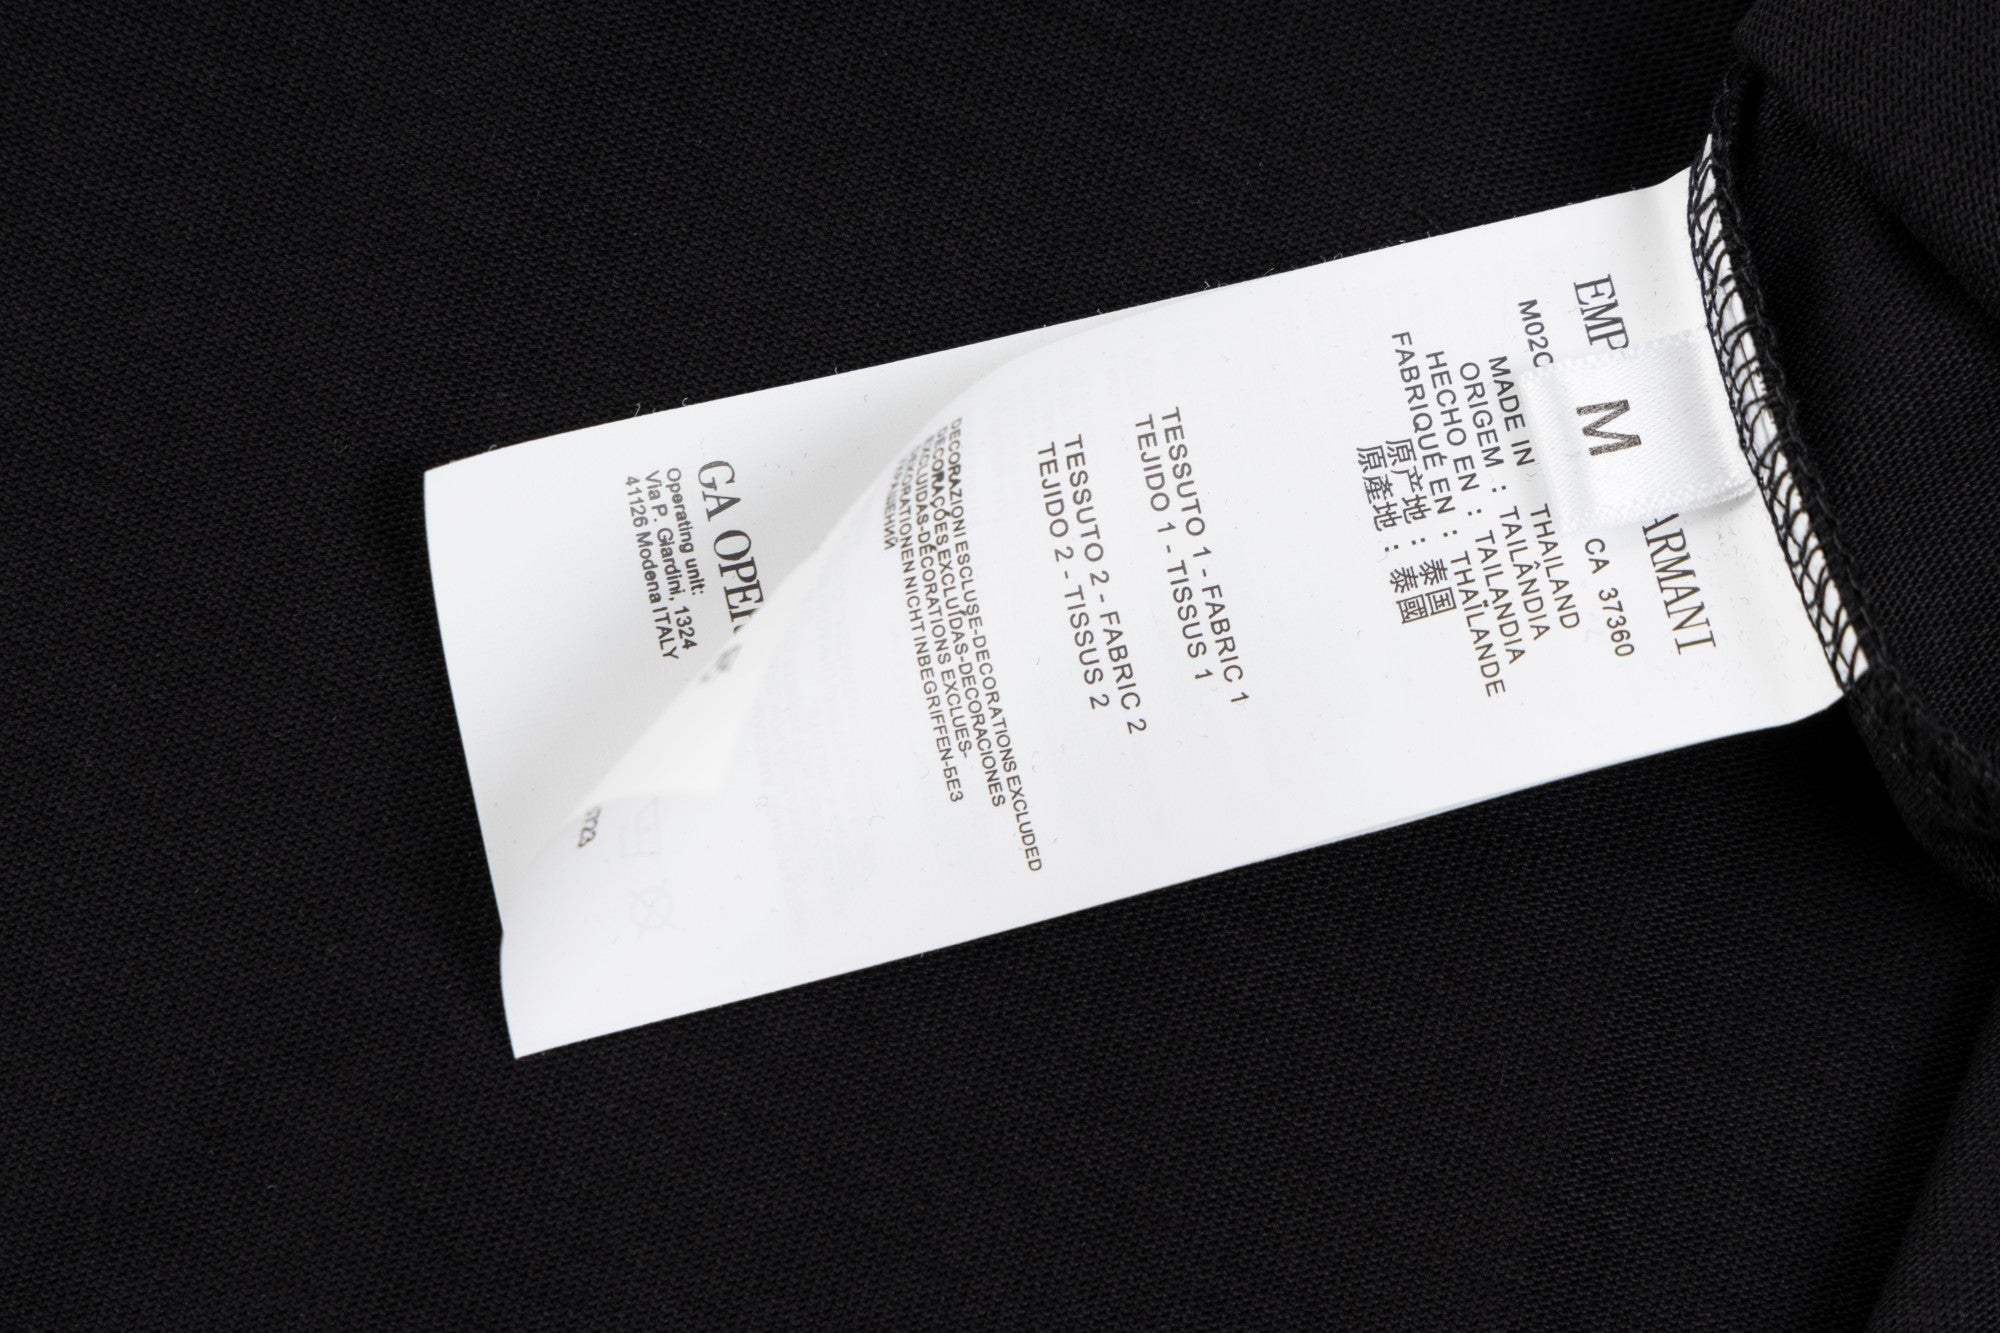 EMP
ARMANI
M
M02C
CA 37360
MADE IN THAILAND
ORIGEM : TAILÂNDIA
HECHO EN : TAILANDIA
FABRIQUÉ EN : THAÏLANDE
原产地 : 泰国
原產地 : 泰國
TESSUTO 1 - FABRIC 1
TEJIDO 1 - TISSUS 1
TESSUTO 2 - FABRIC 2
TEJIDO 2 - TISSUS 2
DECORAZIONI ESCLUSE-DECORATIONS EXCLUDED
DECORAÇÕES EXCLUÍDAS-DECORACIONES
EXCLUIDAS-DÉCORATIONS EXCLUES-
DEKORATIONEN NICHT INBEGRIFFEN-БЕЗ
GA OPER
Operating unit:
Via P. Giardini, 1324
41126 Modena ITALY